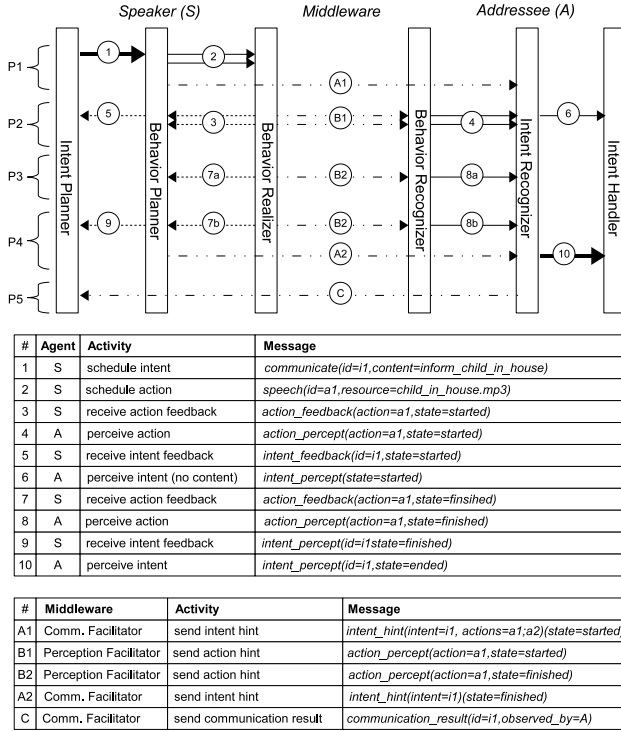 Speaker (S) Middleware Addressee (A)
P1
1
2
A1
P2
5
3
B1
4
6
P3
7a
B2
8a
P4
9
7b
B2
8b
A2
10
P5
C
Intent Planner
Behavior Planner
Behavior Realizer
Behavior Recognizer
Intent Recognizer
Intent Handler
# Agent Activity Message
1 S schedule intent communicate(id=i1,content=inform_child_in_house)
2 S schedule action speech(id=a1,resource=child_in_house.mp3)
3 S receive action feedback action_feedback(action=a1,state=started)
4 A perceive action action_percept(action=a1,state=started)
5 S receive intent feedback intent_feedback(id=i1,state=started)
6 A perceive intent (no content) intent_percept(state=started)
7 S receive action feedback action_feedback(action=a1,state=finsihed)
8 A perceive action action_percept(action=a1,state=finished)
9 S receive intent feedback intent_percept(id=i1state=finished)
10 A perceive intent intent_percept(id=i1,state=ended)
# Middleware Activity Message
A1 Comm. Facilitator send intent hint intent_hint(intent=i1, actions=a1;a2)(state=started)
B1 Perception Facilitator send action hint action_percept(action=a1,state=started)
B2 Perception Facilitator send action hint action_percept(action=a1,state=finished)
A2 Comm. Facilitator send intent hint intent_hint(intent=i1)(state=finished)
C Comm. Facilitator send communication result communication_result(id=i1,observed_by=A)